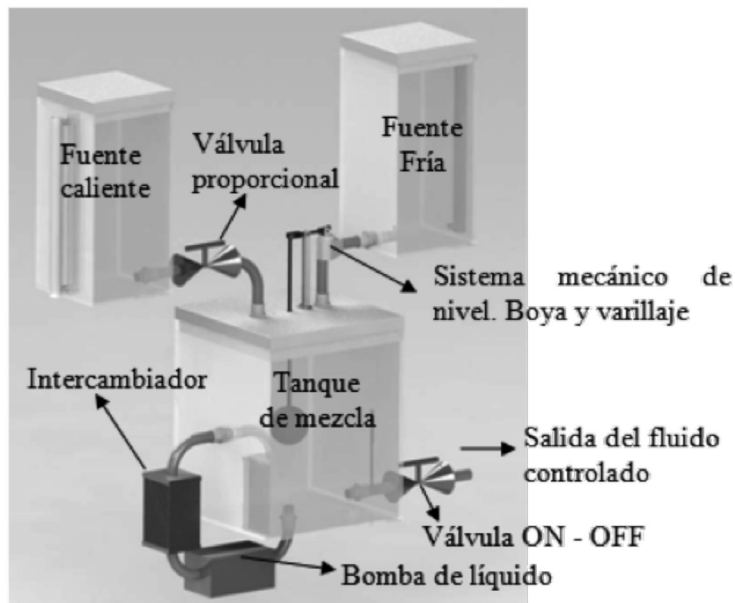 Fuente
caliente
Válvula
proporcional
Fuente
Fría
Sistema mecánico de
nivel. Boya y varillaje
Intercambiador
Tanque
de mezcla
Salida del fluido
controlado
Válvula ON - OFF
Bomba de líquido